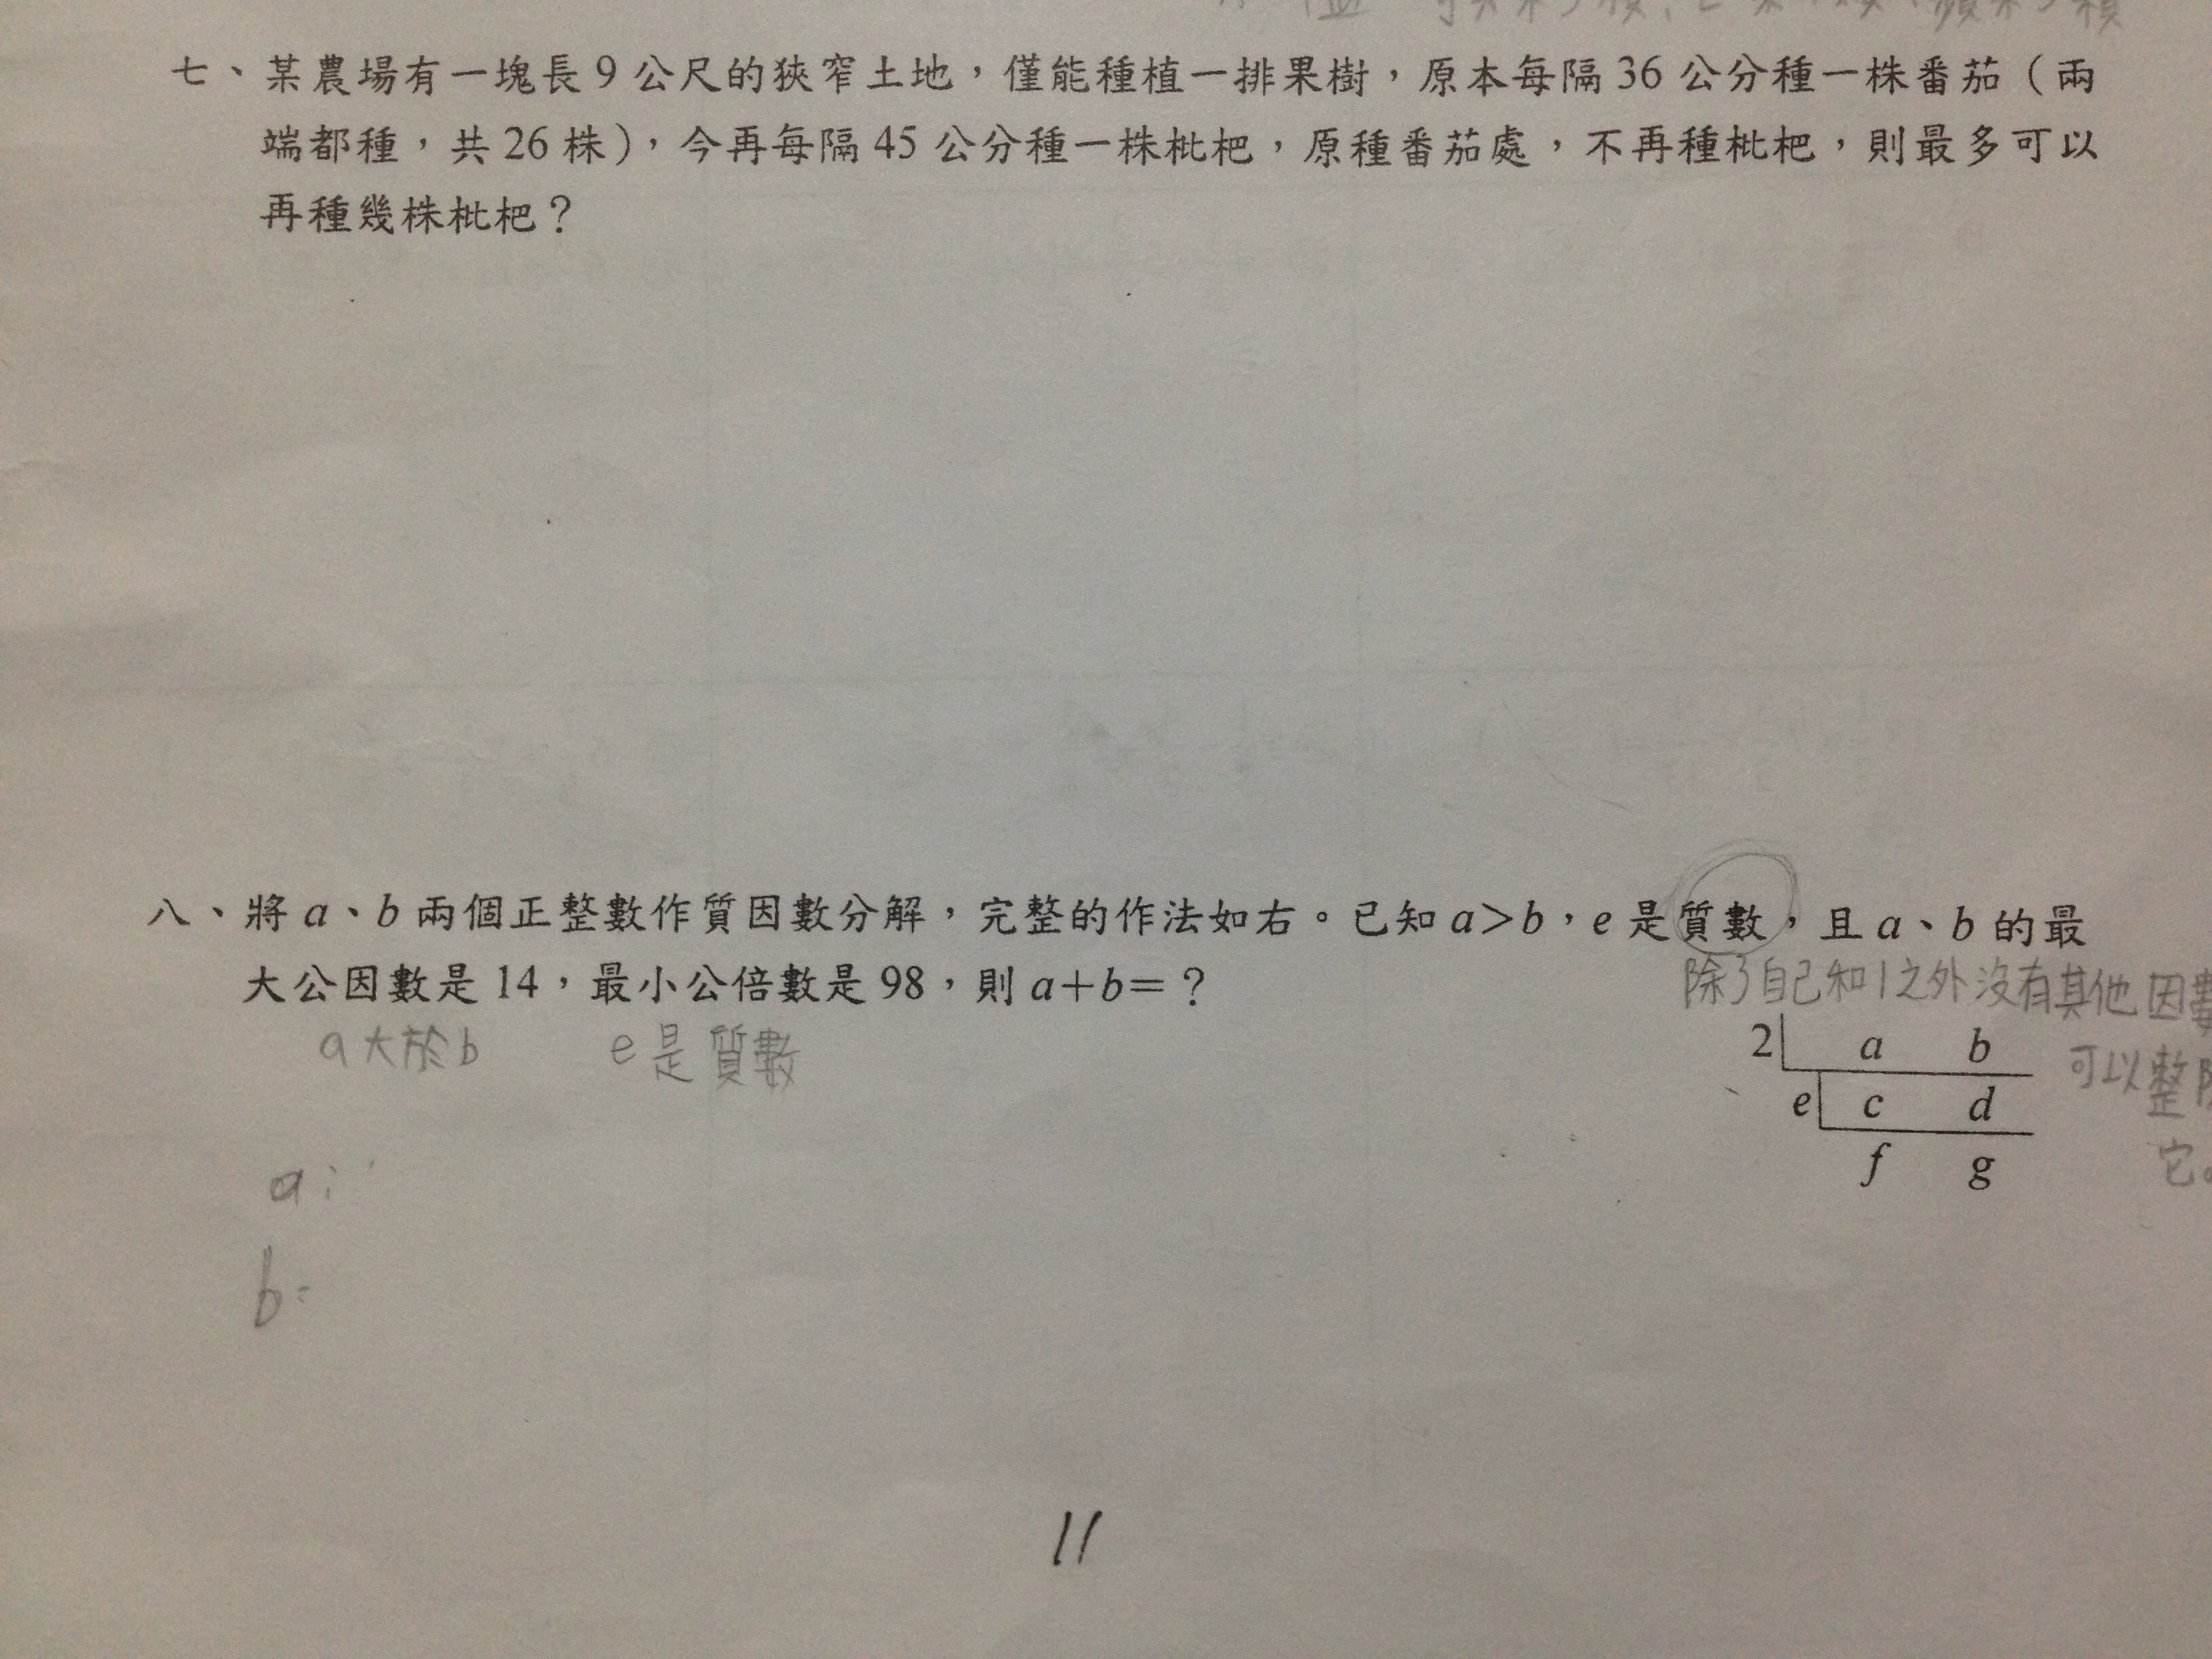 七、某農場有一塊長9公尺的狹窄土地，僅能種植一排果樹，原本每隔36公分種一株番茄（兩
端都種，共26株），今再每隔45公分種一株枇杷，原種番茄處，不再種枇杷，則最多可以
再種幾株枇杷？
八、將a、b兩個正整數作質因數分解，完整的作法如右。已知a>b，e是質數，且a、b的最
大公因數是14，最小公倍數是98，則a+b=？
除了自己和1之外沒有其他因數
可以整除
它。
a大於b e是質數
2 a b
e c d
f g
a:
b=
11